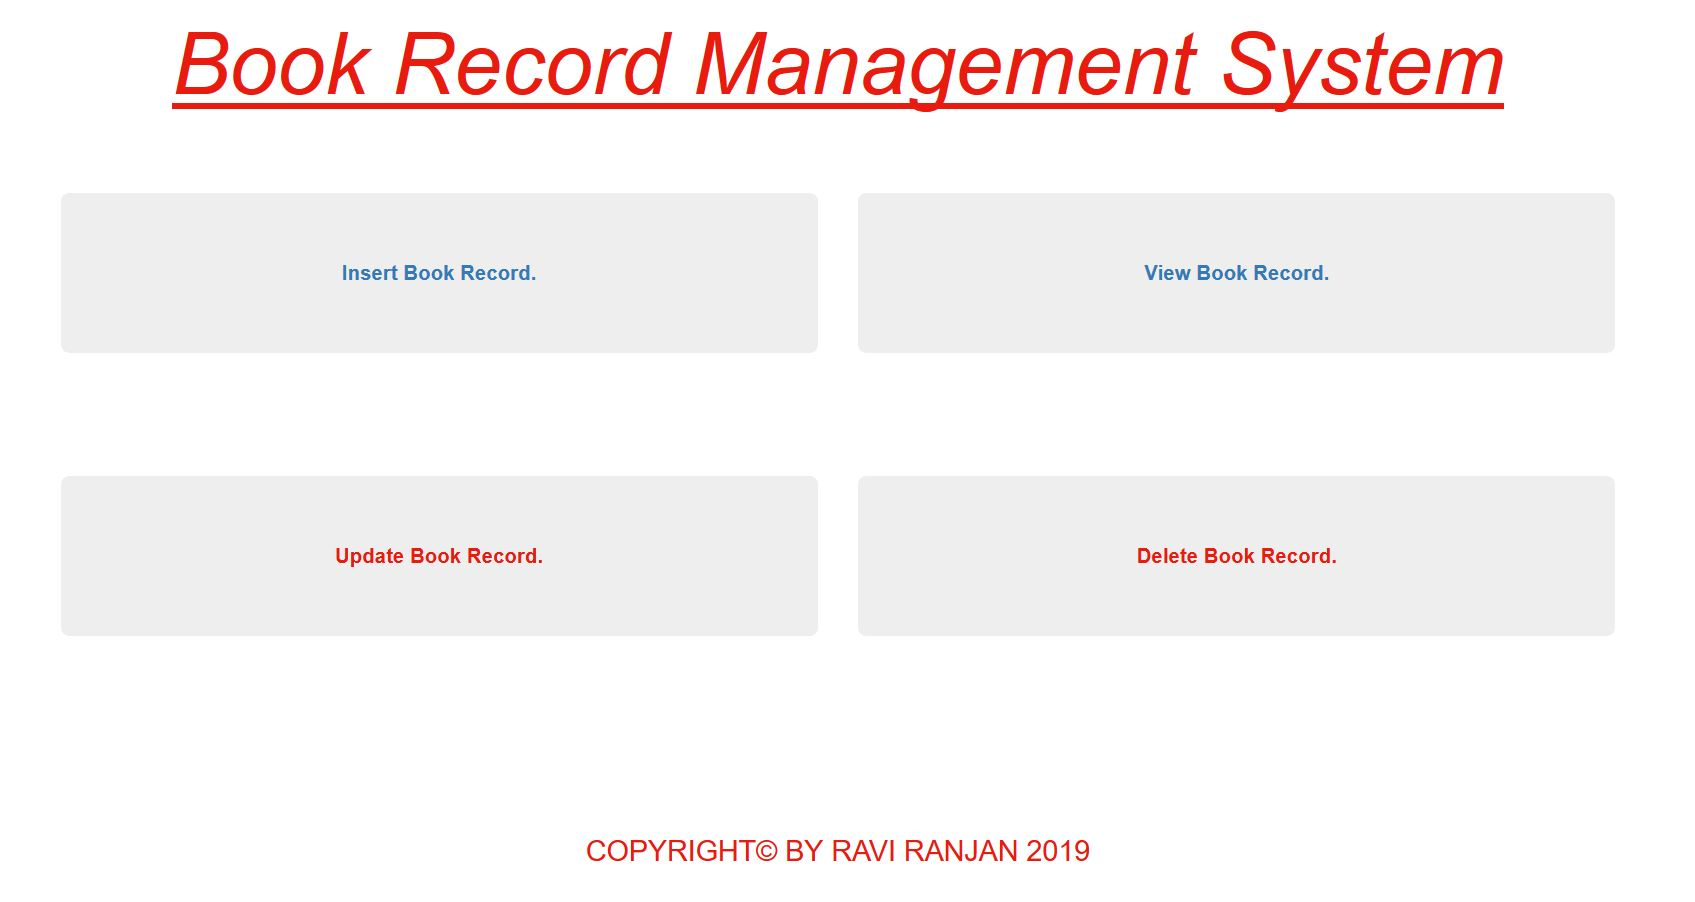 Book Record Management System
Insert Book Record.
View Book Record.
Update Book Record.
Delete Book Record.
COPYRIGHT© BY RAVI RANJAN 2019